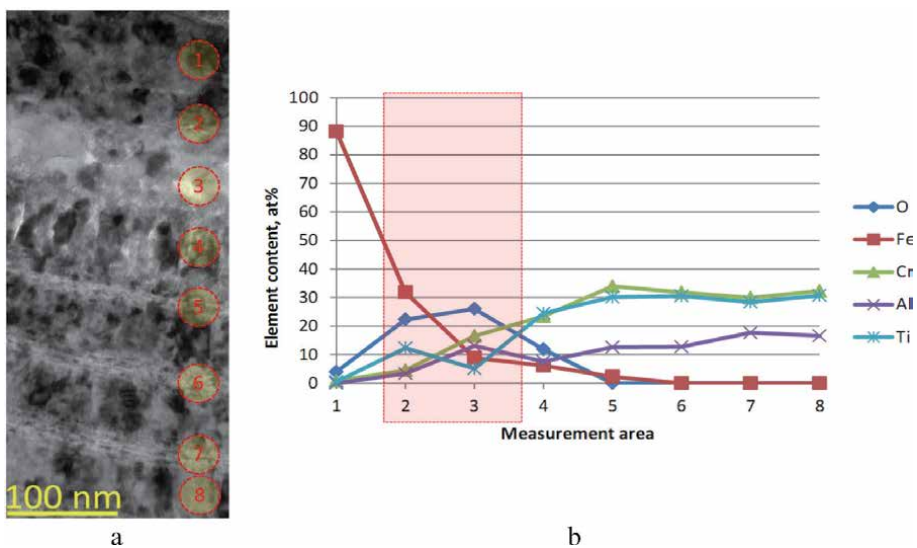 1
2
3
4
5
6
7
8
100 nm
a
100
90
80
70
60
50
40
30
20
10
0
1 2 3 4 5 6 7 8
Element content, at%
Measurement area
O
Fe
Cr
Al
Ti
b